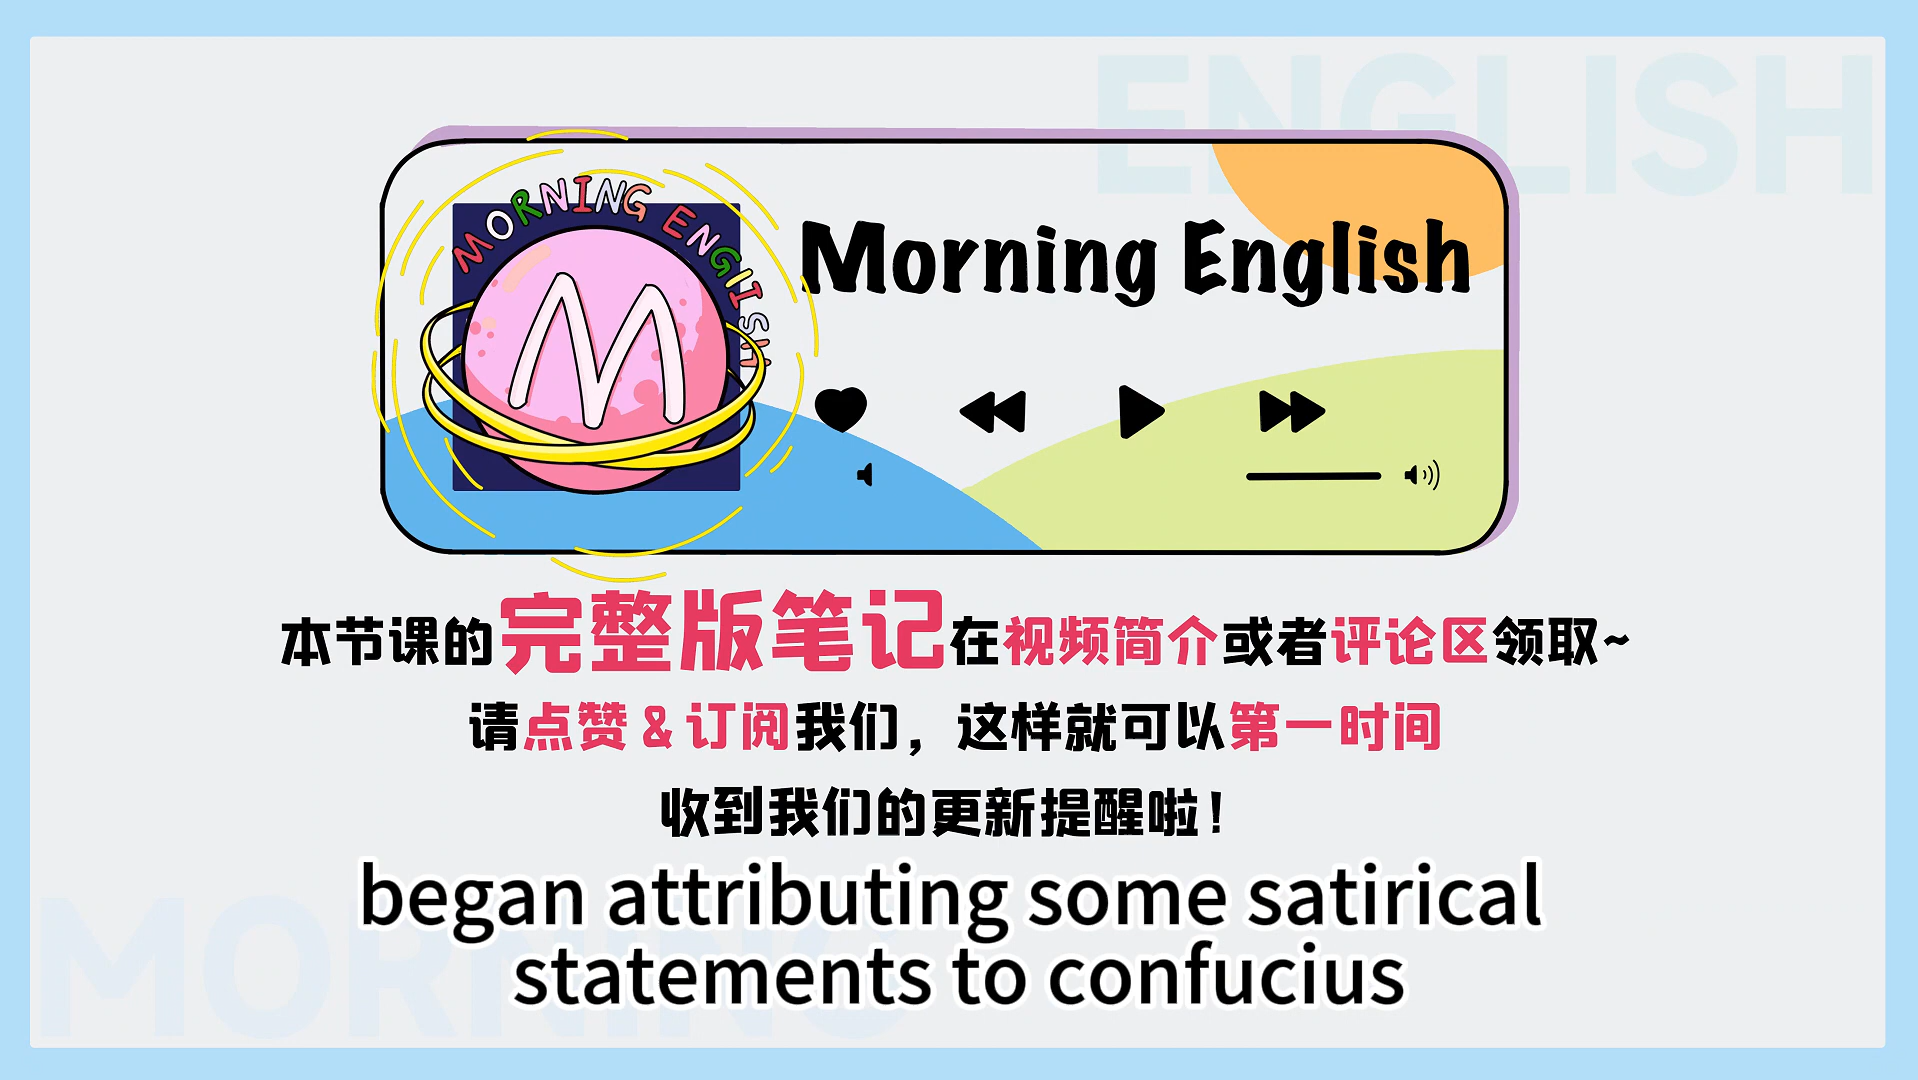 ENGLISH
MORNING ENGLISH
M
Morning English
本节课的完整版笔记在视频简介或者评论区领取~
请点赞&订阅我们，这样就可以第一时间
收到我们的更新提醒啦！
began attributing some satirical
statements to confucius
MORNING